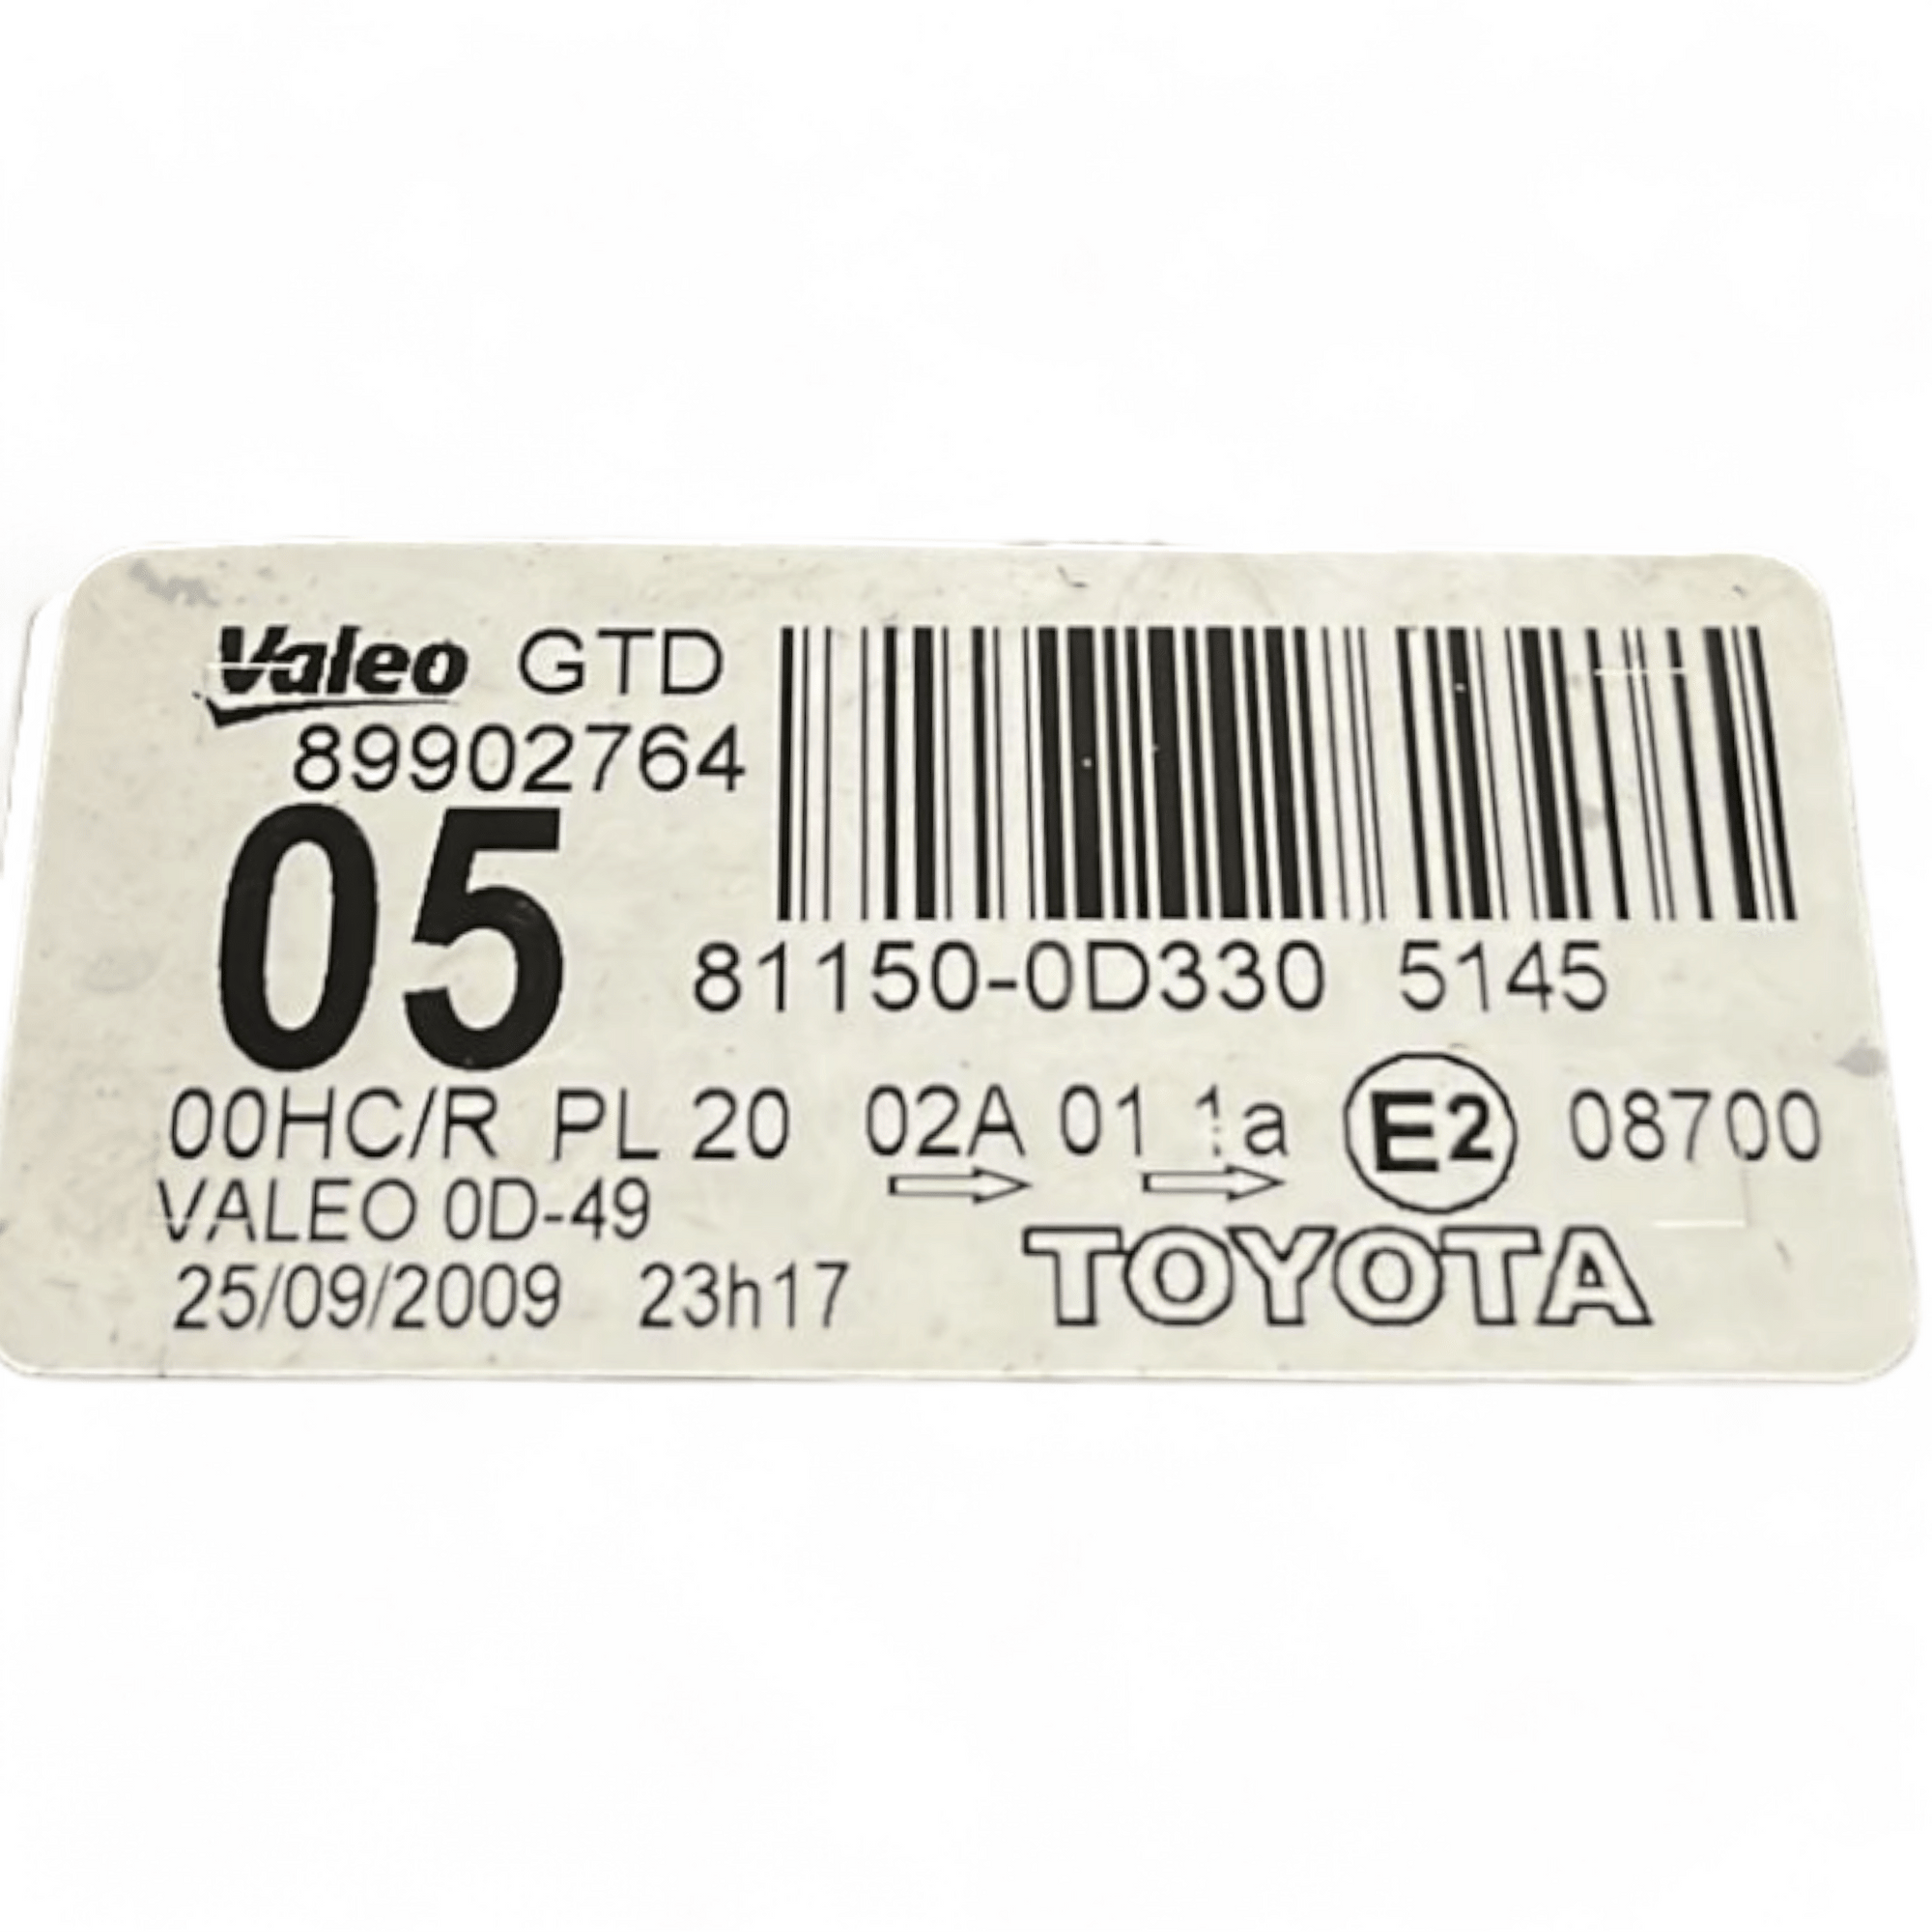 Valeo GTD
89902764
05
81150-0D330 5145
00HC/R PL 20 02A 01 1a E2 08700
VALEO 0D-49
25/09/2009 23h17
TOYOTA